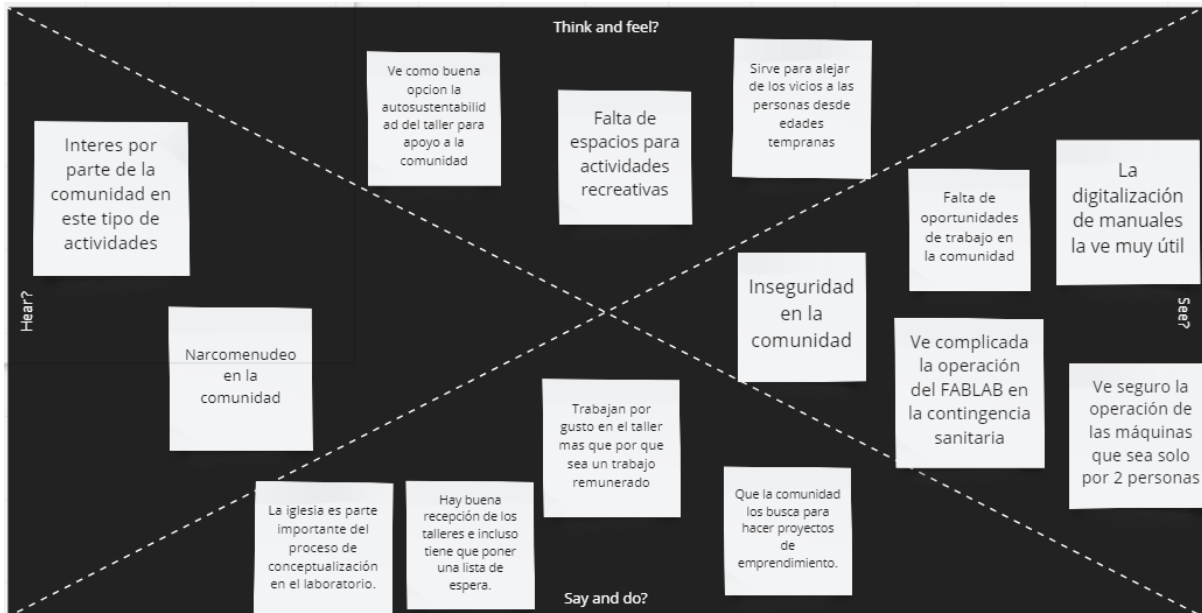 Think and feel?
Ve como buena
opcion la
autosustentabilid
ad del taller para
apoyo a la
comunidad
Falta de
espacios para
actividades
recreativas
Sirve para alejar
de los vicios a las
personas desde
edades
tempranas
Interes por
parte de la
comunidad en
este tipo de
actividades
Falta de
oportunidades
de trabajo en
la comunidad
La
digitalización
de manuales
la ve muy útil
Hear?
Narcomenudeo
en la
comunidad
Inseguridad
en la
comunidad
See?
Ve complicada
la operación
del FABLAB en
la contingencia
sanitaria
Ve seguro la
operación de
las máquinas
que sea solo
por 2 personas
Trabajan por
gusto en el taller
mas que por que
sea un trabajo
remunerado
La iglesia es parte
importante del
proceso de
conceptualización
en el laboratorio.
Hay buena
recepción de los
talleres e incluso
tiene que poner
una lista de
espera.
Que la comunidad
los busca para
hacer proyectos
de
emprendimiento.
Say and do?